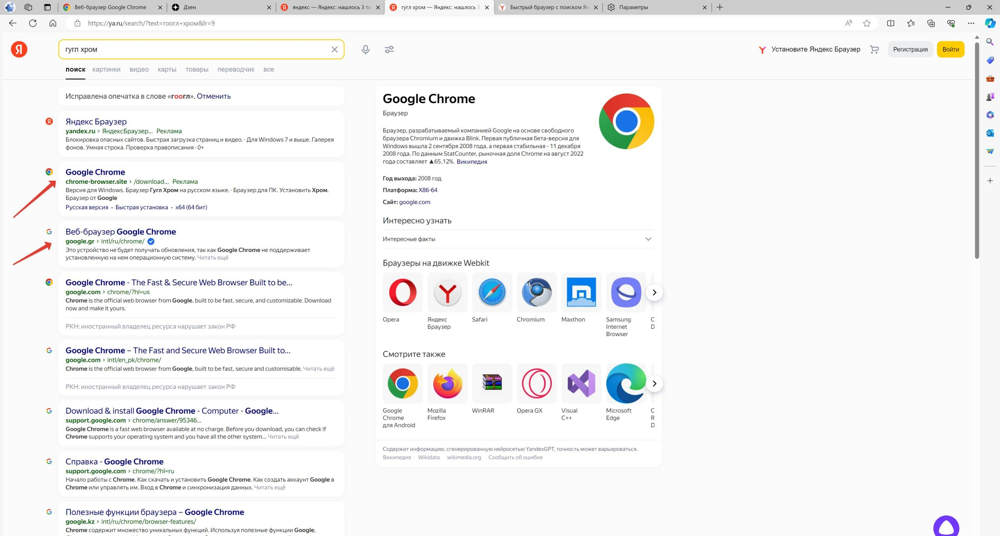 Веб-браузер Google Chrome
Дзен
яндекс — Яндекс: нашлось 3 ты
гугл хром — Яндекс: нашлось 3
Быстрый браузер с поиском Ян
Параметры
https://ya.ru/search/?text=гоогл+хром&lr=9
Я
гугл хром
Установите Яндекс Браузер
Регистрация
Войти
поиск
картинки
видео
карты
товары
переводчик
все
Исправлена опечатка в слове «гоогл». Отменить
Яндекс Браузер
yandex.ru › ЯндексБраузер... Реклама
Блокировка опасных сайтов. Быстрая загрузка страниц и видео. · Для Windows 7 и выше. Галерея
фонов. Умная строка. Проверка правописания · 0+
Google Chrome
chrome-browser.site › /download... Реклама
Версия для Windows. Браузер Гугл Хром на русском языке. · Браузер для ПК. Установить Хром.
Браузер от Google
Русская версия • Быстрая установка • x64 (64 бит)
Веб-браузер Google Chrome
google.gr › intl/ru/chrome/
Это устройство не будет получать обновления, так как Google Chrome не поддерживает
установленную на нем операционную систему. Читать ещё
Google Chrome - The Fast & Secure Web Browser Built to be...
google.com › chrome/?hl=us
Chrome is the official web browser from Google, built to be fast, secure, and customizable. Download
now and make it yours.
РКН: иностранный владелец ресурса нарушает закон РФ
Google Chrome – The Fast and Secure Web Browser Built to...
google.com › intl/en_pk/chrome/
Chrome is the official web browser from Google, built to be fast, secure and customisable. Читать ещё
РКН: иностранный владелец ресурса нарушает закон РФ
Download & install Google Chrome - Computer - Google...
support.google.com › chrome/answer/95346...
Google Chrome is a fast web browser available at no charge. Before you download, you can check if
Chrome supports your operating system and you have all the other system... Читать ещё
Справка - Google Chrome
support.google.com › chrome/?hl=ru
Начало работы с Chrome. Как скачать и установить Google Chrome. Как создать аккаунт Google в
Chrome или управлять им. Вход в Chrome и синхронизация данных. Читать ещё
Полезные функции браузера – Google Chrome
google.kz › intl/ru/chrome/browser-features/
Chrome содержит множество уникальных функций. Используя полезные функции Google,
Google Chrome
Браузер
Браузер, разрабатываемый компанией Google на основе свободного
браузера Chromium и движка Blink. Первая публичная бета-версия для
Windows вышла 2 сентября 2008 года, а первая стабильная - 11 декабря
2008 года. По данным StatCounter, рыночная доля Chrome на август 2022
года составляет ▲65,12%. Википедия
Год выхода: 2008 год
Платформа: X86-64
Сайт: google.com
Интересно узнать
Интересные факты
Браузеры на движке Webkit
Opera
Яндекс
Браузер
Safari
Chromium
Maxthon
Samsung
Internet
Browser
C
D
Смотрите также
Google
Chrome
для Android
Mozilla
Firefox
WinRAR
Opera GX
Visual
C++
Microsoft
Edge
C
R
D
Содержит информацию, сгенерированную нейросетью YandexGPT, точность может варьироваться.
Википедия
Wikidata
wikimedia.org
Сообщить об ошибке